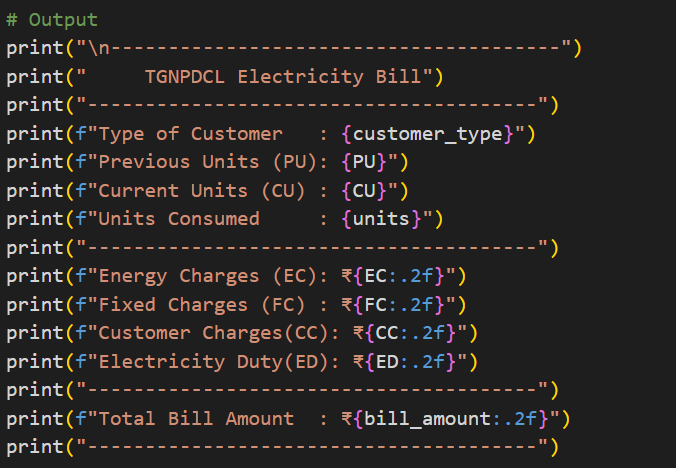 # Output
print("\n--------------------------------------")
print("     TGNPDCL Electricity Bill")
print("--------------------------------------")
print(f"Type of Customer   : {customer_type}")
print(f"Previous Units (PU): {PU}")
print(f"Current Units (CU) : {CU}")
print(f"Units Consumed     : {units}")
print("--------------------------------------")
print(f"Energy Charges (EC): ₹{EC:.2f}")
print(f"Fixed Charges (FC) : ₹{FC:.2f}")
print(f"Customer Charges(CC): ₹{CC:.2f}")
print(f"Electricity Duty(ED): ₹{ED:.2f}")
print("--------------------------------------")
print(f"Total Bill Amount  : ₹{bill_amount:.2f}")
print("--------------------------------------")